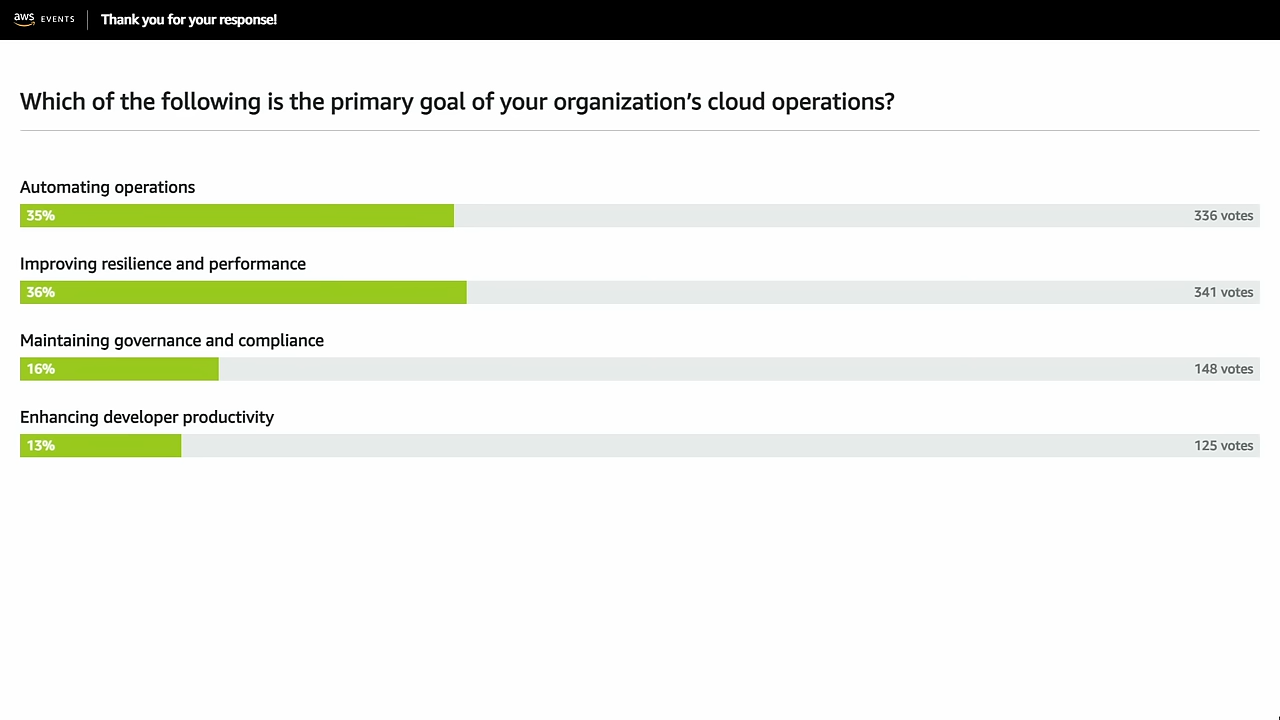 aws EVENTS Thank you for your response!
Which of the following is the primary goal of your organization’s cloud operations?
Automating operations
35% 336 votes
Improving resilience and performance
36% 341 votes
Maintaining governance and compliance
16% 148 votes
Enhancing developer productivity
13% 125 votes